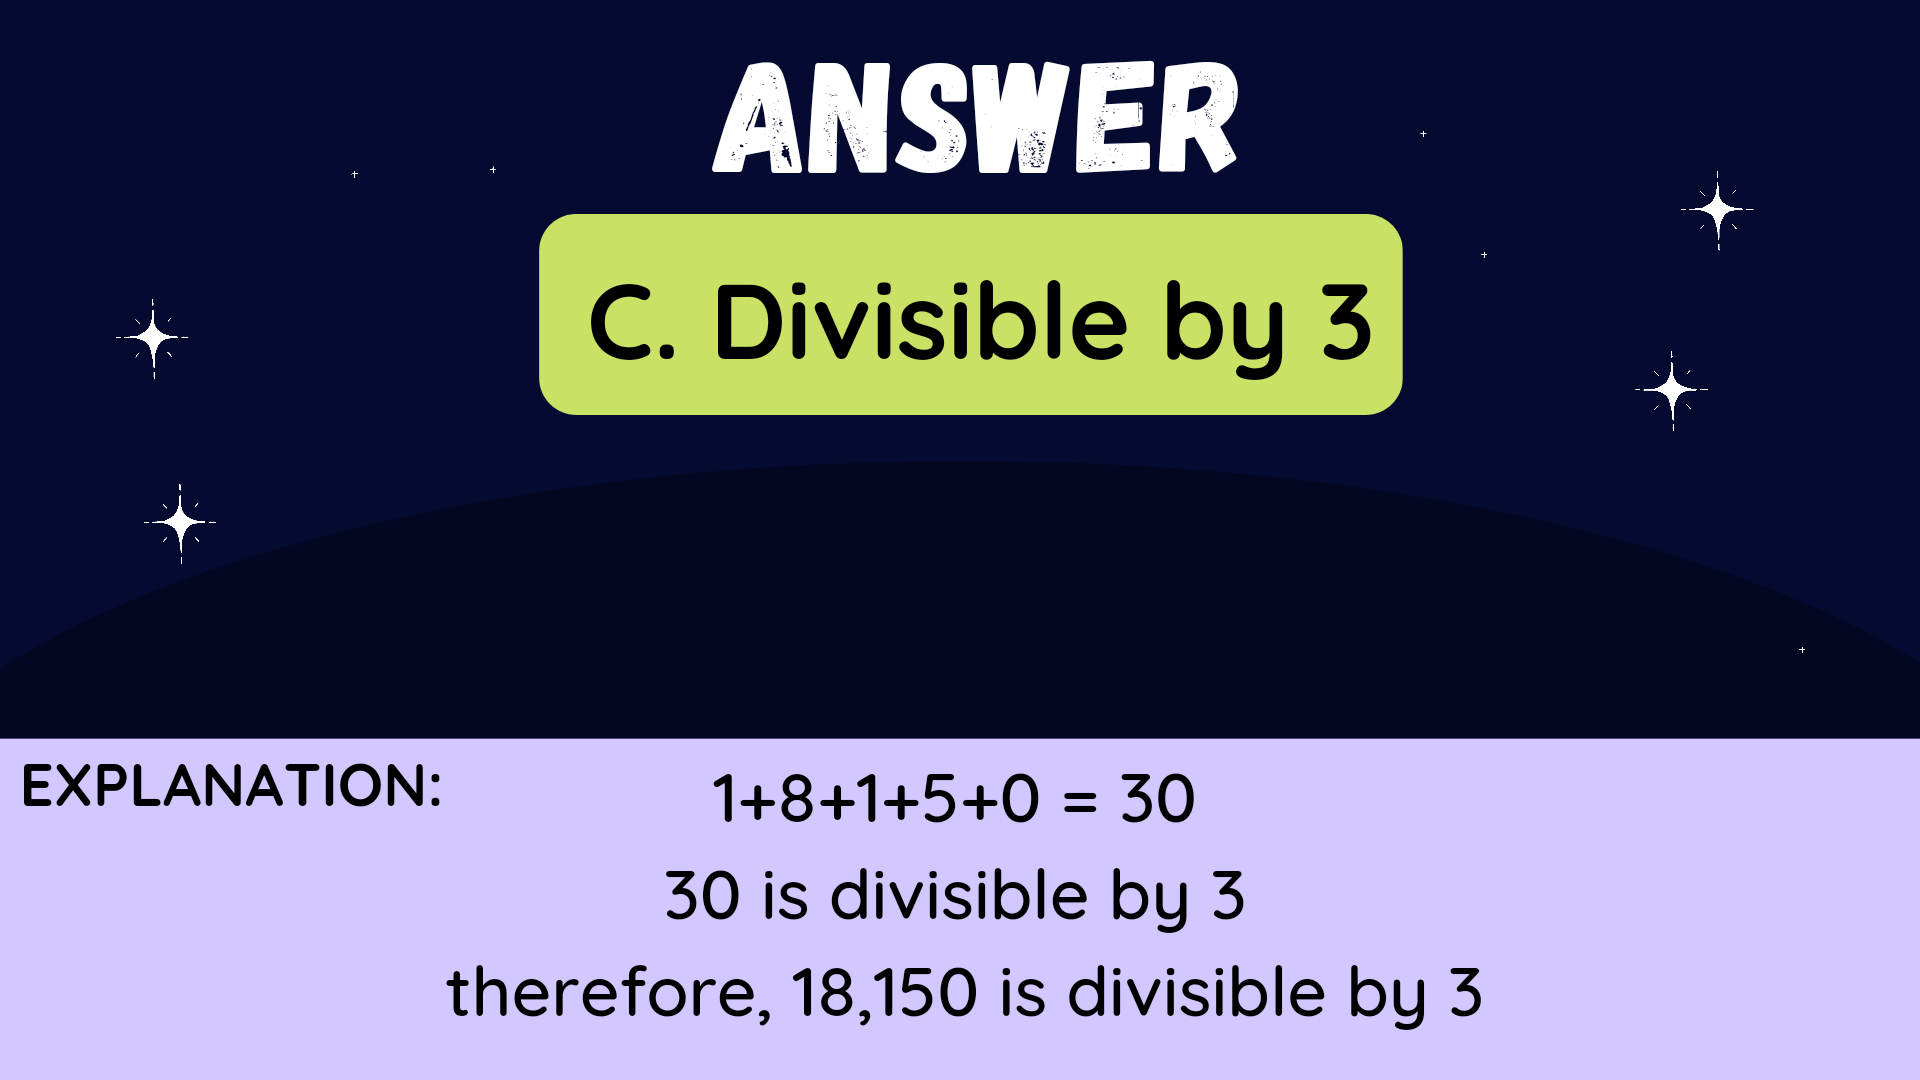 ANSWER
C. Divisible by 3
EXPLANATION:
1+8+1+5+0 = 30
30 is divisible by 3
therefore, 18,150 is divisible by 3